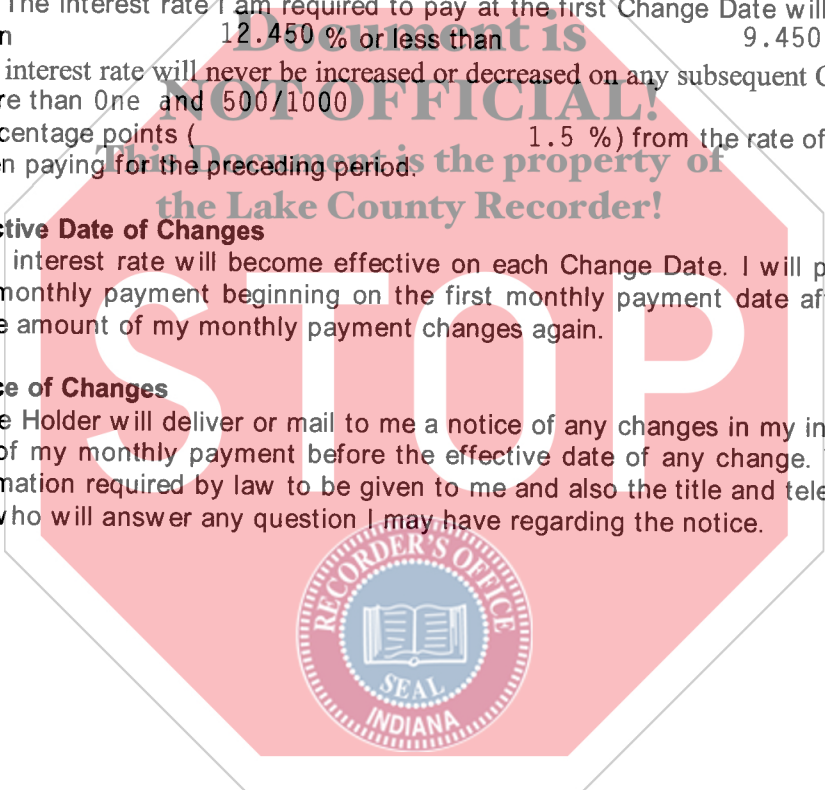 The interest rate I am required to pay at the first Change Date will
n 12.450 % or less than 9.450
interest rate will never be increased or decreased on any subsequent C
re than One and 500/1000
centage points ( 1.5 %) from the rate of
n paying for the preceding period.
Document is
NOT OFFICIAL!
This Document is the property of
the Lake County Recorder!
ctive Date of Changes
interest rate will become effective on each Change Date. I will p
monthly payment beginning on the first monthly payment date af
e amount of my monthly payment changes again.
ce of Changes
e Holder will deliver or mail to me a notice of any changes in my in
of my monthly payment before the effective date of any change.
mation required by law to be given to me and also the title and tele
who will answer any question I may have regarding the notice.
STOP
RECORDER'S OFFICE
SEAL
INDIANA